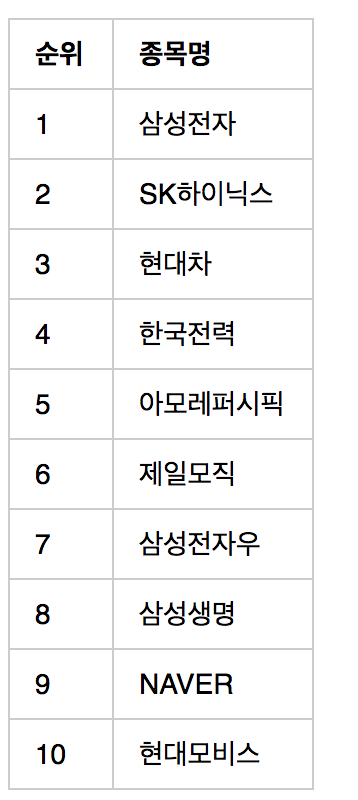 순위 종목명
1 삼성전자
2 SK하이닉스
3 현대차
4 한국전력
5 아모레퍼시픽
6 제일모직
7 삼성전자우
8 삼성생명
9 NAVER
10 현대모비스